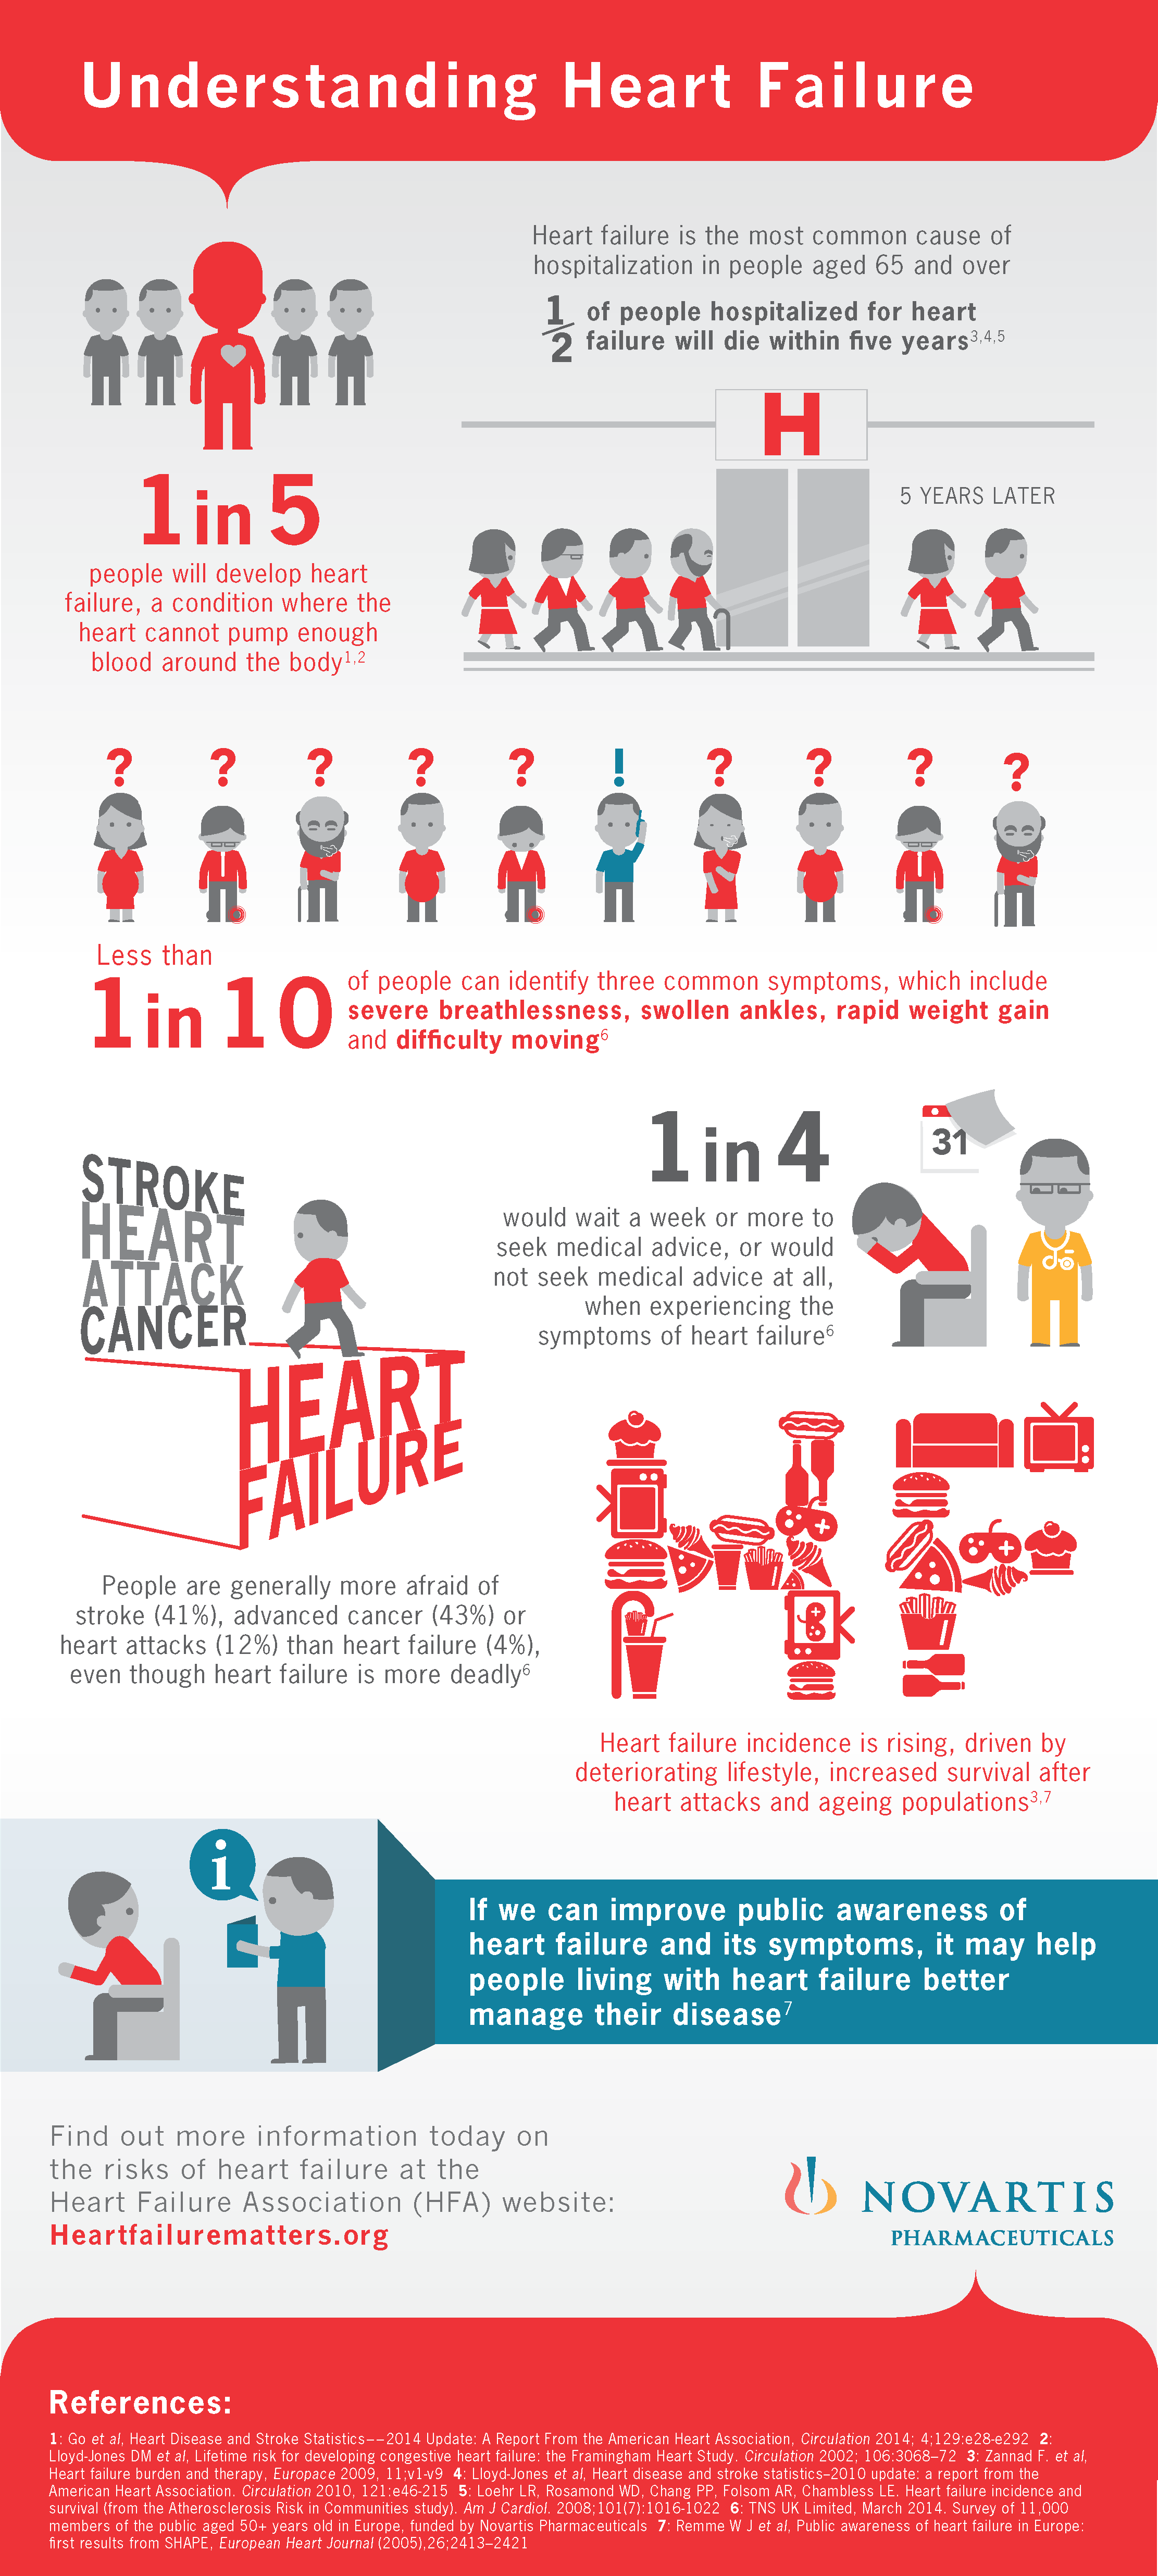 Understanding Heart Failure
Heart failure is the most common cause of
hospitalization in people aged 65 and over
1/2 of people hospitalized for heart
failure will die within five years3,4,5
H
1 in 5
people will develop heart
failure, a condition where the
heart cannot pump enough
blood around the body1,2
5 YEARS LATER
? ? ? ? ? ! ? ? ? ?
Less than
1 in 10
of people can identify three common symptoms, which include
severe breathlessness, swollen ankles, rapid weight gain
and difficulty moving6
STROKE
HEART
ATTACK
CANCER
HEART
FAILURE
People are generally more afraid of
stroke (41%), advanced cancer (43%) or
heart attacks (12%) than heart failure (4%),
even though heart failure is more deadly6
1 in 4
would wait a week or more to
seek medical advice, or would
not seek medical advice at all,
when experiencing the
symptoms of heart failure6
31
HF
Heart failure incidence is rising, driven by
deteriorating lifestyle, increased survival after
heart attacks and ageing populations3,7
i
If we can improve public awareness of
heart failure and its symptoms, it may help
people living with heart failure better
manage their disease7
Find out more information today on
the risks of heart failure at the
Heart Failure Association (HFA) website:
Heartfailurematters.org
NOVARTIS
PHARMACEUTICALS
References:
1: Go et al, Heart Disease and Stroke Statistics––2014 Update: A Report From the American Heart Association, Circulation 2014; 4;129:e28-e292 2:
Lloyd-Jones DM et al, Lifetime risk for developing congestive heart failure: the Framingham Heart Study. Circulation 2002; 106:3068–72 3: Zannad F. et al,
Heart failure burden and therapy, Europace 2009, 11;v1-v9 4: Lloyd-Jones et al, Heart disease and stroke statistics–2010 update: a report from the
American Heart Association. Circulation 2010, 121:e46-215 5: Loehr LR, Rosamond WD, Chang PP, Folsom AR, Chambless LE. Heart failure incidence and
survival (from the Atherosclerosis Risk in Communities study). Am J Cardiol. 2008;101(7):1016-1022 6: TNS UK Limited, March 2014. Survey of 11,000
members of the public aged 50+ years old in Europe, funded by Novartis Pharmaceuticals 7: Remme W J et al, Public awareness of heart failure in Europe:
first results from SHAPE, European Heart Journal (2005),26;2413–2421